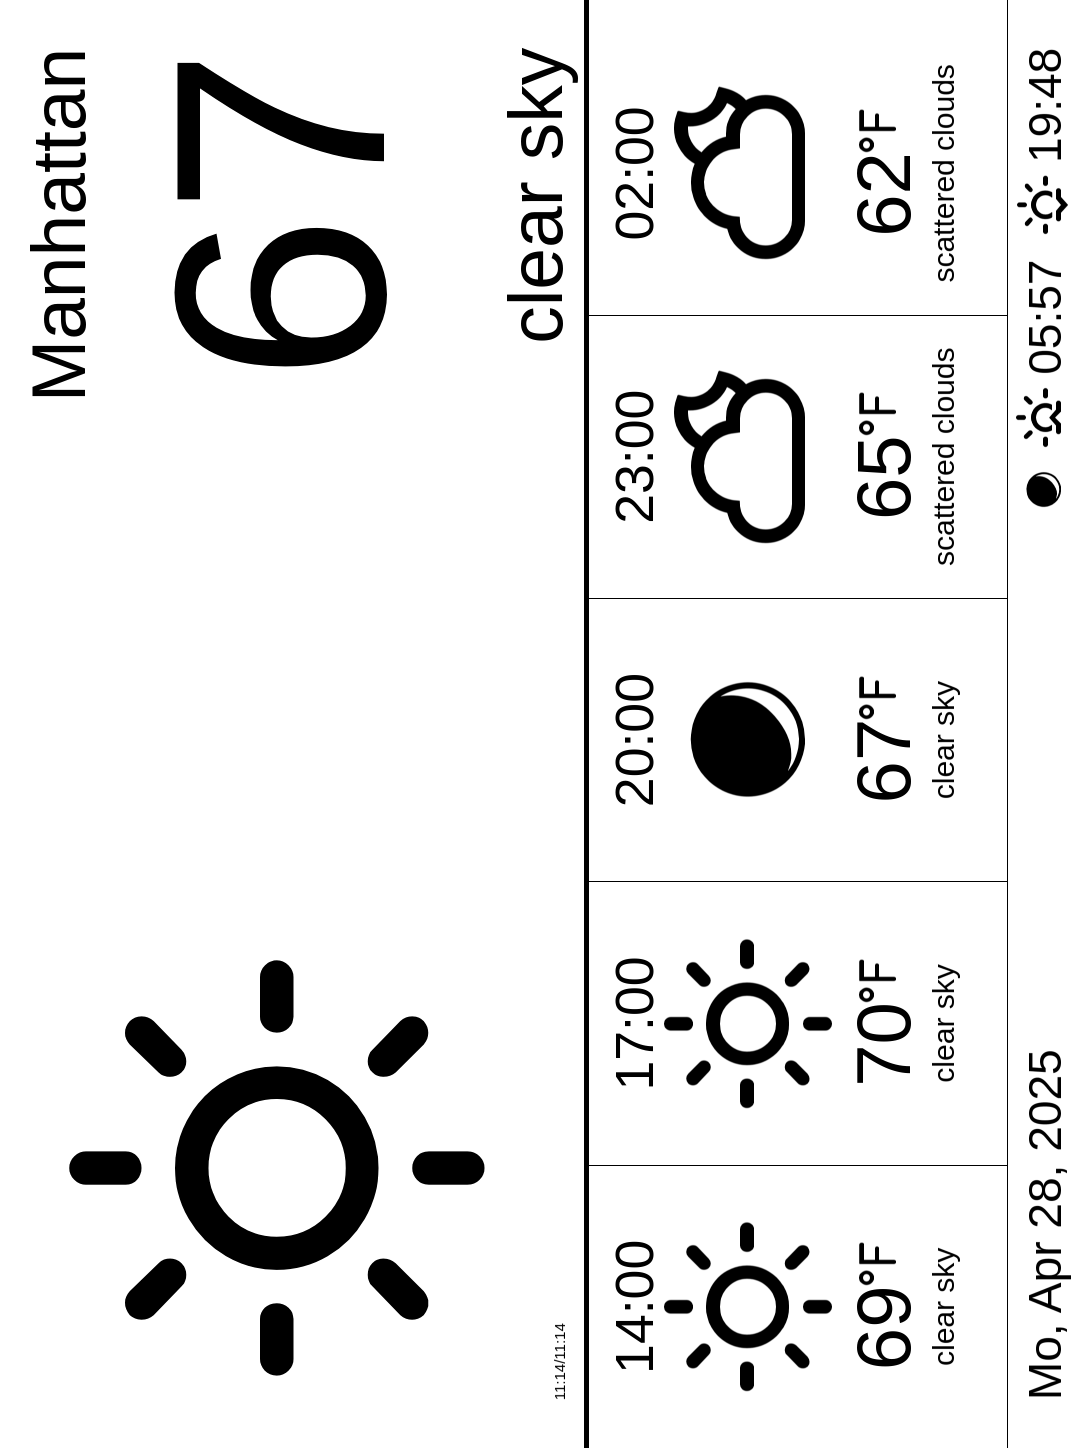 Manhattan
67
clear sky
11:14/11:14
14:00
69°F
clear sky
17:00
70°F
clear sky
20:00
67°F
clear sky
23:00
65°F
scattered clouds
02:00
62°F
scattered clouds
Mo, Apr 28, 2025
05:57
19:48